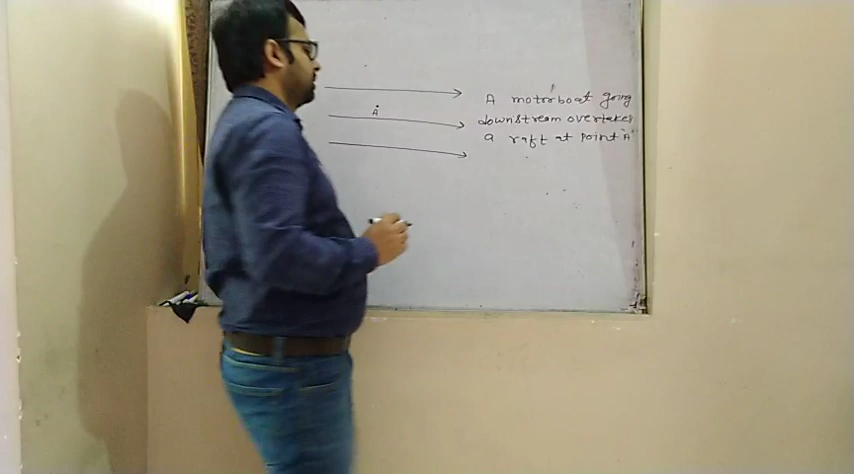 A motorboat going
downstream overtakes
a raft at point "A"
A